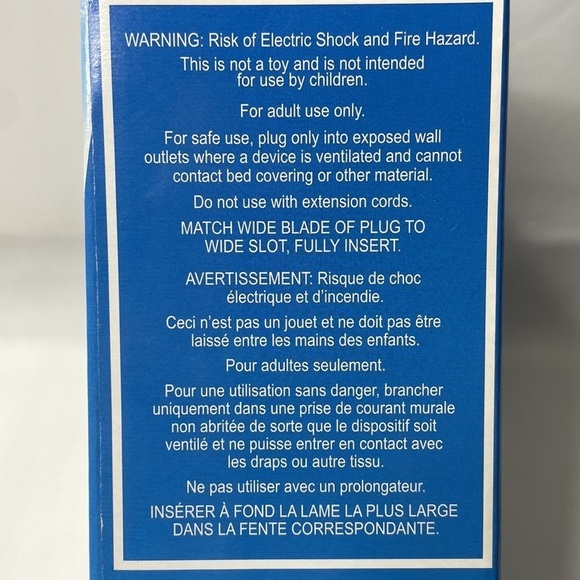 WARNING: Risk of Electric Shock and Fire Hazard.
This is not a toy and is not intended
for use by children.
For adult use only.
For safe use, plug only into exposed wall
outlets where a device is ventilated and cannot
contact bed covering or other material.
Do not use with extension cords.
MATCH WIDE BLADE OF PLUG TO
WIDE SLOT, FULLY INSERT.
AVERTISSEMENT: Risque de choc
électrique et d'incendie.
Ceci n'est pas un jouet et ne doit pas être
laissé entre les mains des enfants.
Pour adultes seulement.
Pour une utilisation sans danger, brancher
uniquement dans une prise de courant murale
non abritée de sorte que le dispositif soit
ventilé et ne puisse entrer en contact avec
les draps ou autre tissu.
Ne pas utiliser avec un prolongateur.
INSÉRER À FOND LA LAME LA PLUS LARGE
DANS LA FENTE CORRESPONDANTE.